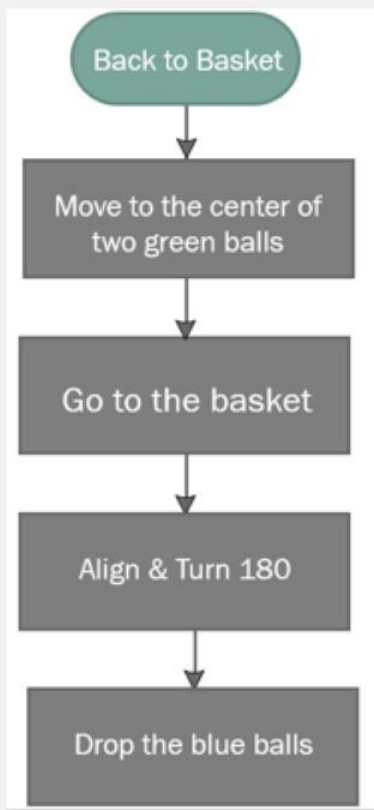 Back to Basket
Move to the center of
two green balls
Go to the basket
Align & Turn 180
Drop the blue balls